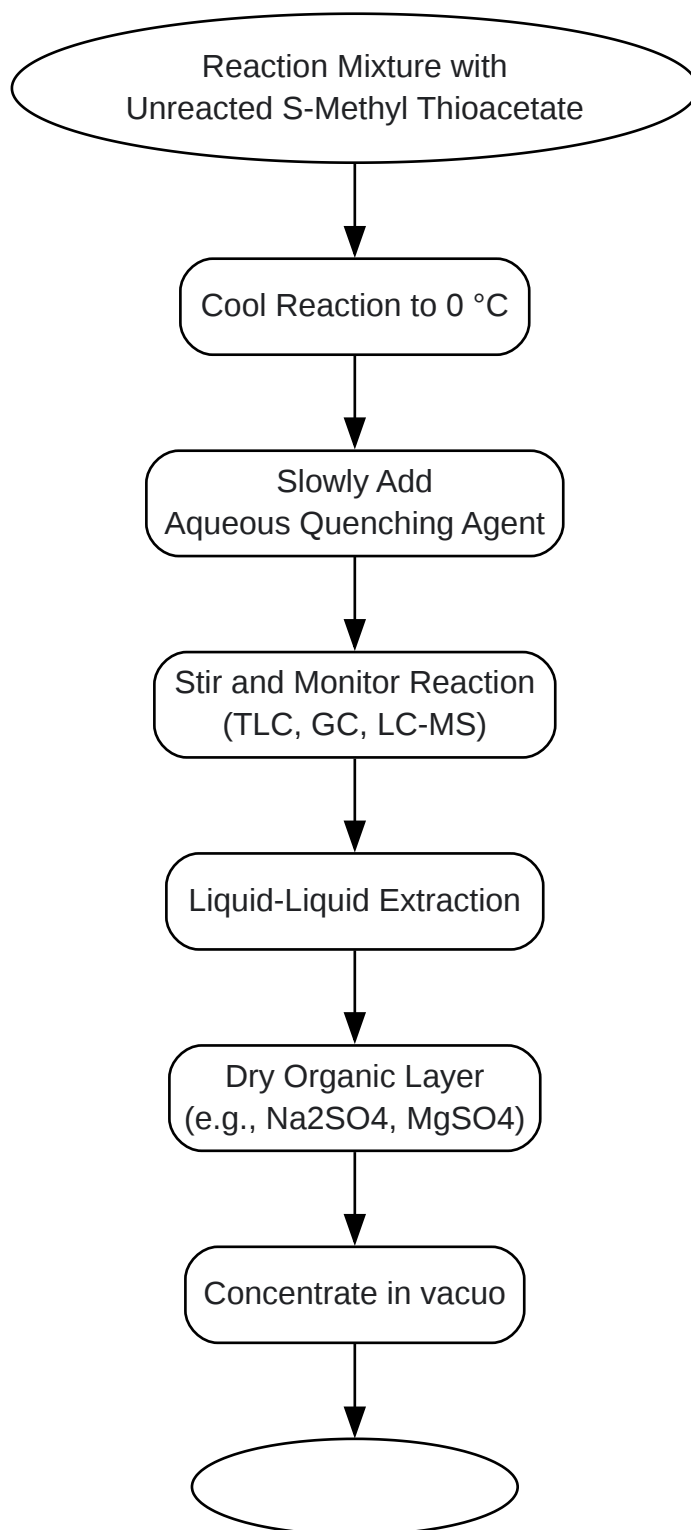 Reaction Mixture with
Unreacted S-Methyl Thioacetate
Cool Reaction to 0 °C
Slowly Add
Aqueous Quenching Agent
Stir and Monitor Reaction
(TLC, GC, LC-MS)
Liquid-Liquid Extraction
Dry Organic Layer
(e.g., Na2SO4, MgSO4)
Concentrate in vacuo